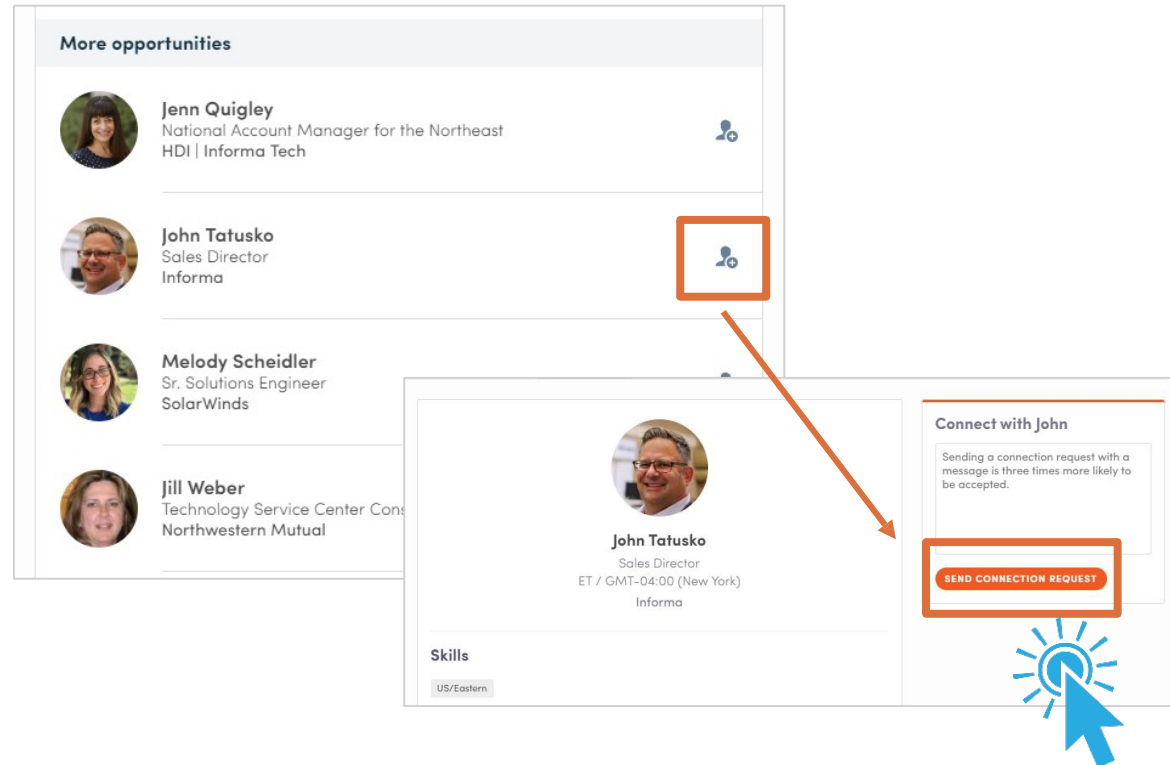 More opportunities
Jenn Quigley
National Account Manager for the Northeast
HDI | Informa Tech
John Tatusko
Sales Director
Informa
Melody Scheidler
Sr. Solutions Engineer
SolarWinds
Jill Weber
Technology Service Center
Northwestern Mutual
John Tatusko
Sales Director
ET / GMT-04:00 (New York)
Informa
Skills
US/Eastern
Connect with John
Sending a connection request with a
message is three times more likely to
be accepted.
SEND CONNECTION REQUEST